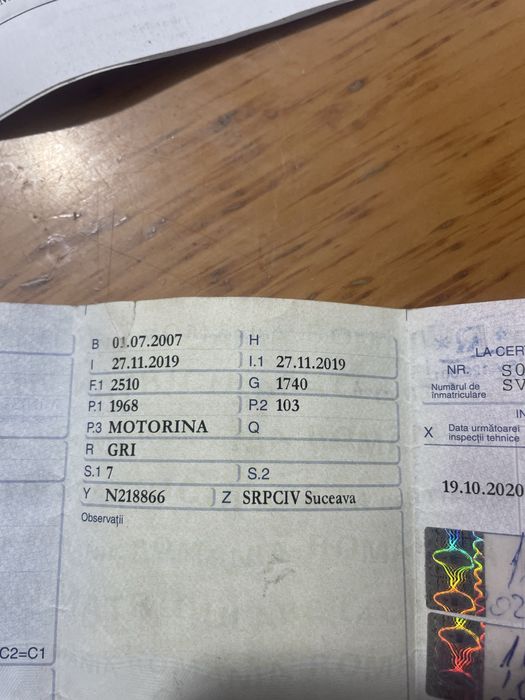 B 01.07.2007 H
I 27.11.2019 I.1 27.11.2019
F.1 2510 G 1740
P.1 1968 P.2 103
P.3 MOTORINA Q
R GRI
S.1 7 S.2
Y N218866 Z SRPCIV Suceava
Observații
C2=C1
LA CER
NR. S0
Numărul de
înmatriculare
SV
X Data următoarei
inspecții tehnice
19.10.2020